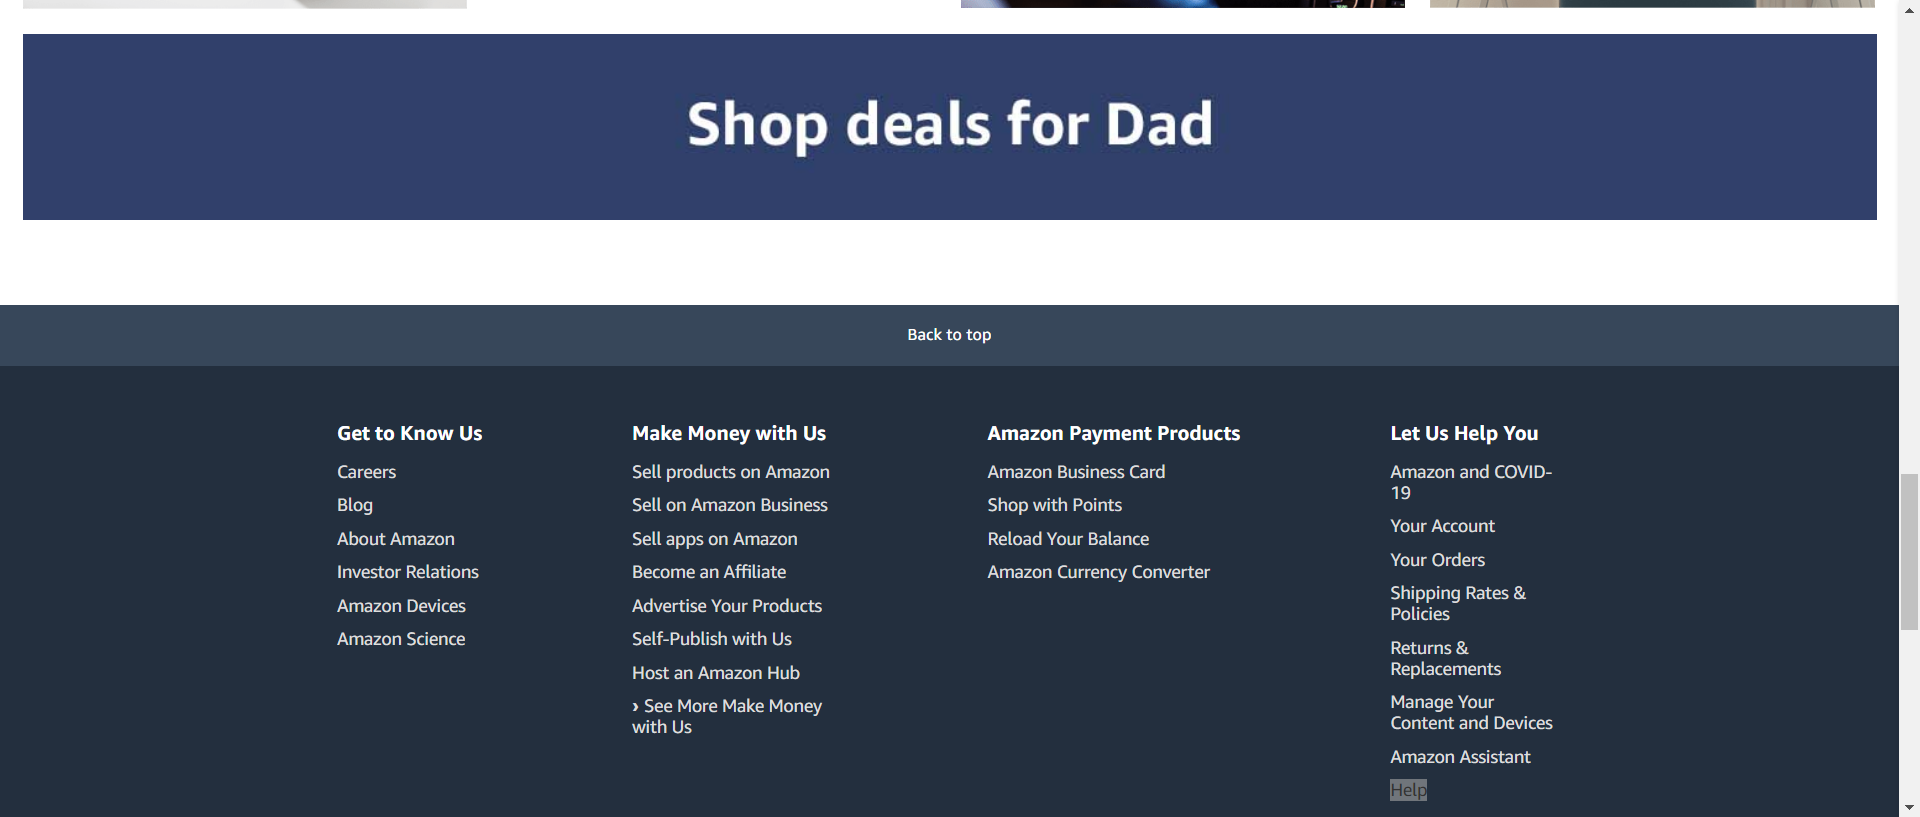 Shop deals for Dad
Back to top
Get to Know Us
Careers
Blog
About Amazon
Investor Relations
Amazon Devices
Amazon Science
Make Money with Us
Sell products on Amazon
Sell on Amazon Business
Sell apps on Amazon
Become an Affiliate
Advertise Your Products
Self-Publish with Us
Host an Amazon Hub
› See More Make Money
with Us
Amazon Payment Products
Amazon Business Card
Shop with Points
Reload Your Balance
Amazon Currency Converter
Let Us Help You
Amazon and COVID-
19
Your Account
Your Orders
Shipping Rates &
Policies
Returns &
Replacements
Manage Your
Content and Devices
Amazon Assistant
Help